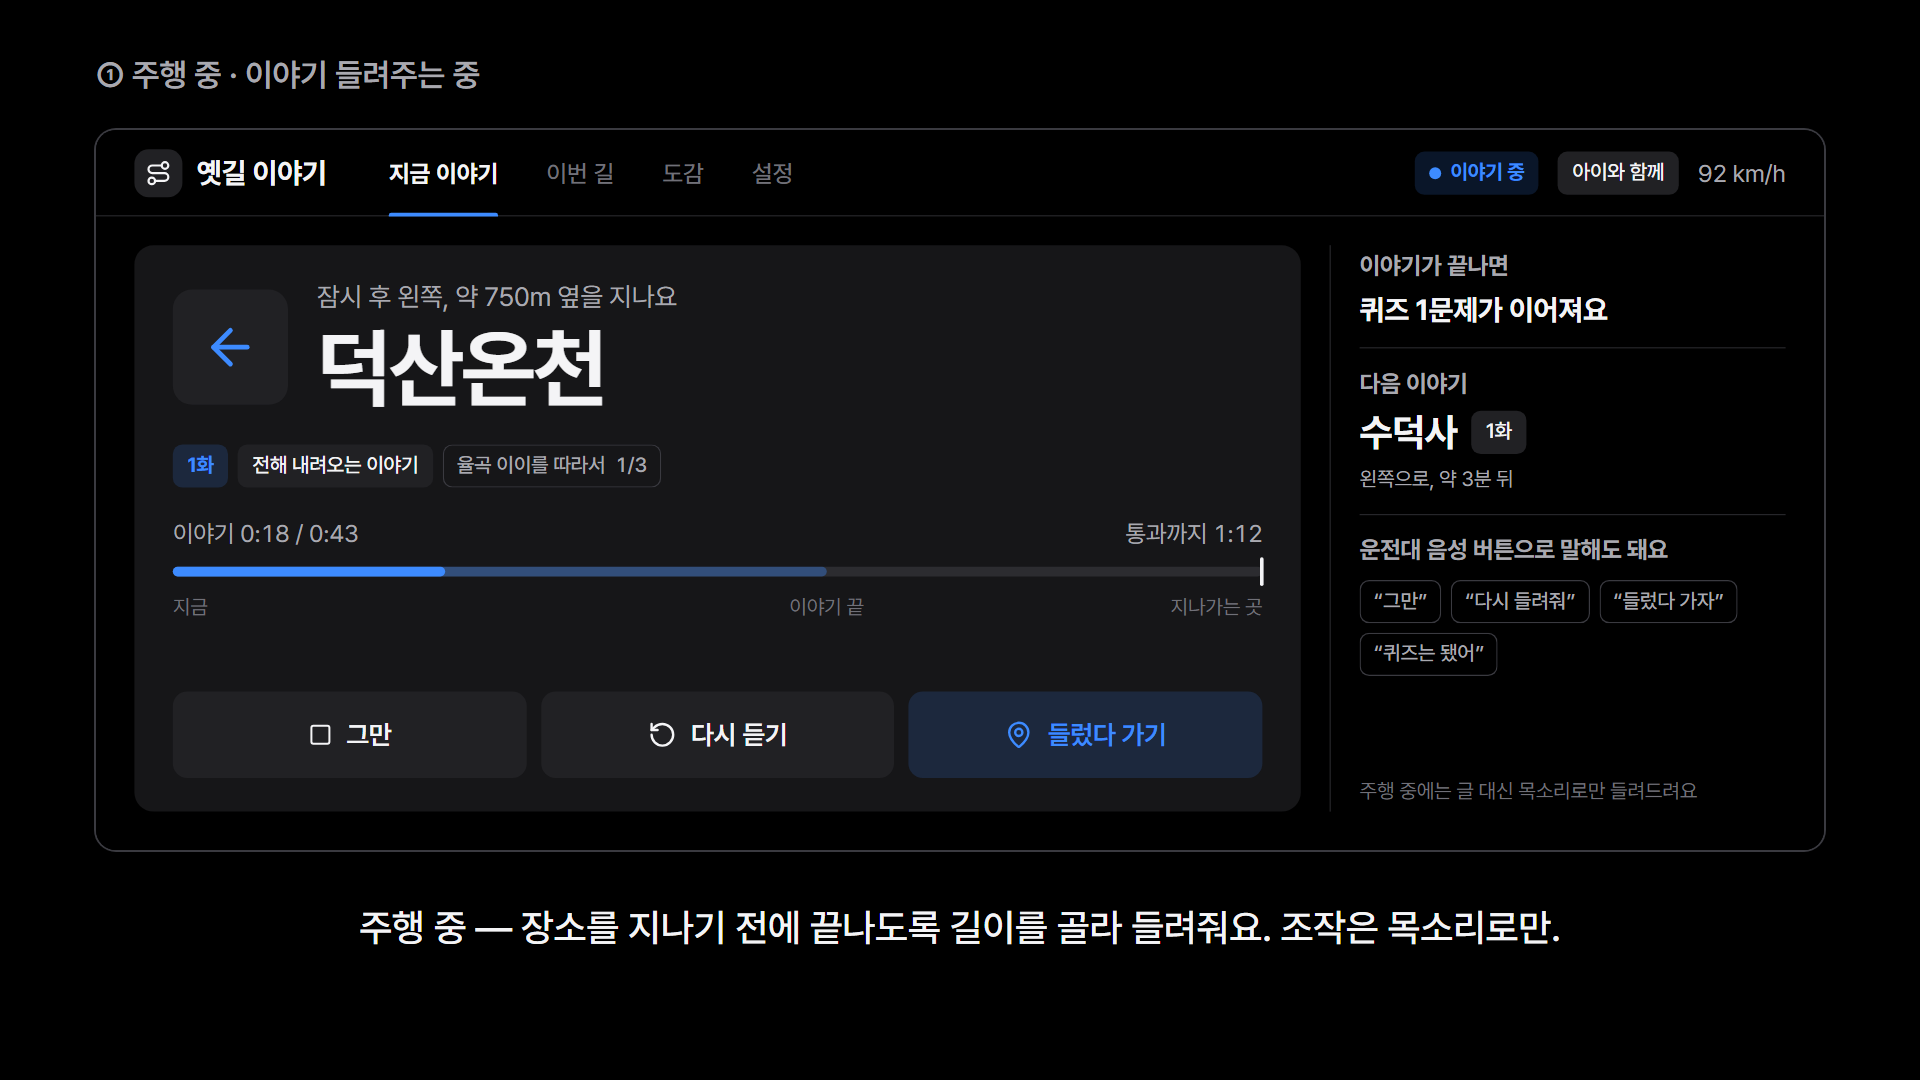 ① 주행 중 · 이야기 들려주는 중
옛길 이야기
지금 이야기
이번 길
도감
설정
이야기 중
아이와 함께
92 km/h
잠시 후 왼쪽, 약 750m 옆을 지나요
덕산온천
1화
전해 내려오는 이야기
율곡 이이를 따라서 1/3
이야기 0:18 / 0:43
통과까지 1:12
지금
이야기 끝
지나가는 곳
그만
다시 듣기
들렀다 가기
이야기가 끝나면
퀴즈 1문제가 이어져요
다음 이야기
수덕사
1화
왼쪽으로, 약 3분 뒤
운전대 음성 버튼으로 말해도 돼요
“그만”
“다시 들려줘”
“들렀다 가자”
“퀴즈는 됐어”
주행 중에는 글 대신 목소리로만 들려드려요
주행 중 — 장소를 지나기 전에 끝나도록 길이를 골라 들려줘요. 조작은 목소리로만.